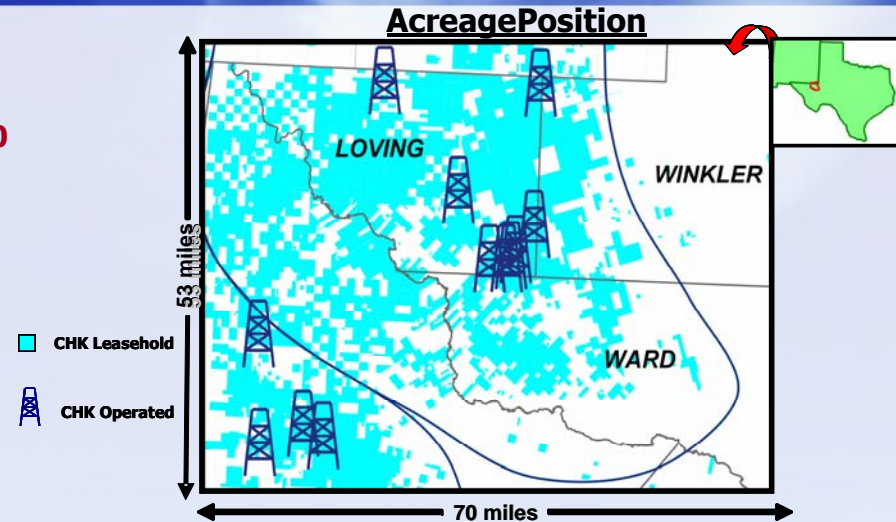 AcreagePosition
LOVING
WINKLER
53 miles
CHK Leasehold
WARD
CHK Operated
70 miles